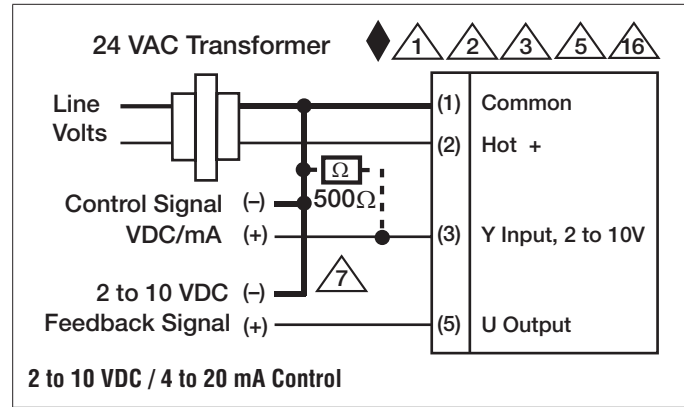 24 VAC Transformer 1 2 3 5 16
Line
Volts
(1) Common
(2) Hot +
Ω
500Ω
Control Signal (–)
VDC/mA (+)
(3) Y Input, 2 to 10V
7
2 to 10 VDC (–)
Feedback Signal (+)
(5) U Output
2 to 10 VDC / 4 to 20 mA Control